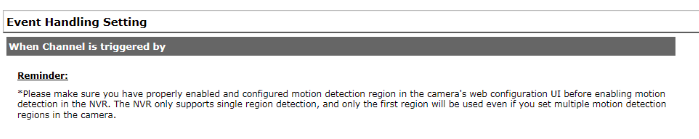 Event Handling Setting
When Channel is triggered by
Reminder:
*Please make sure you have properly enabled and configured motion detection region in the camera's web configuration UI before enabling motion
detection in the NVR. The NVR only supports single region detection, and only the first region will be used even if you set multiple motion detection
regions in the camera.